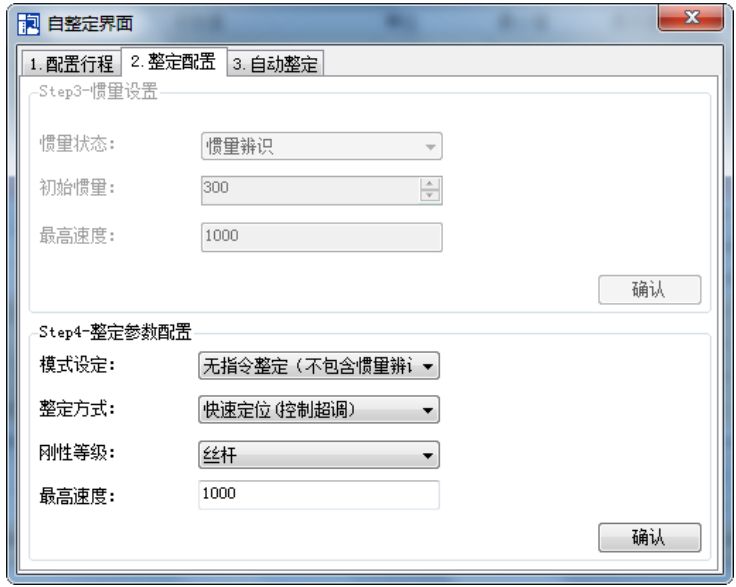 自整定界面
1.配置行程 2.整定配置 3.自动整定
Step3-惯量设置
惯量状态: 惯量辨识
初始惯量: 300
最高速度: 1000
确认
Step4-整定参数配置
模式设定: 无指令整定（不包含惯量辨
整定方式: 快速定位(控制超调)
刚性等级: 丝杆
最高速度: 1000
确认